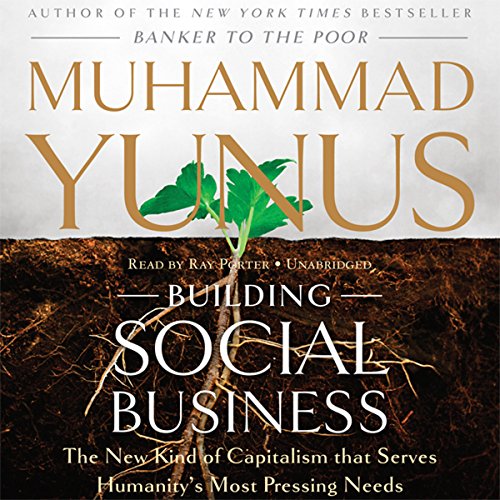 AUTHOR OF THE NEW YORK TIMES BESTSELLER
BANKER TO THE POOR
MUHAMMAD
YUNUS
READ BY RAY PORTER • UNABRIDGED
BUILDING
SOCIAL
BUSINESS
The New Kind of Capitalism that Serves
Humanity's Most Pressing Needs